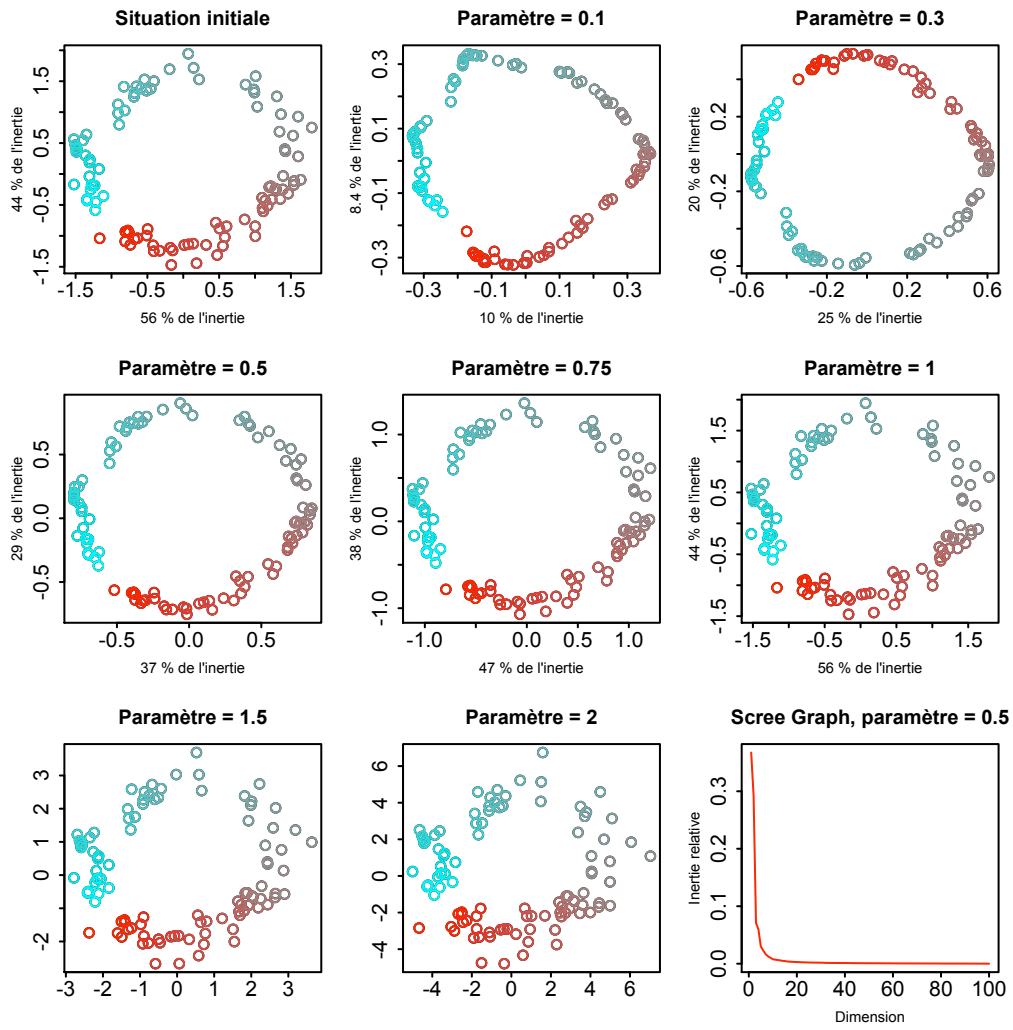 Situation initiale
44 % de l'inertie
-1.5 -0.5 0.5 1.5
-1.5 -0.5 0.5 1.5
56 % de l'inertie
Paramètre = 0.1
8.4 % de l'inertie
-0.3 -0.1 0.1 0.3
-0.3 -0.1 0.1 0.3
10 % de l'inertie
Paramètre = 0.3
20 % de l'inertie
-0.6 -0.2 0.2
-0.6 -0.2 0.2 0.6
25 % de l'inertie
Paramètre = 0.5
29 % de l'inertie
-0.5 0.0 0.5
-0.5 0.0 0.5
37 % de l'inertie
Paramètre = 0.75
38 % de l'inertie
-1.0 0.0 1.0
-1.0 0.0 1.0
47 % de l'inertie
Paramètre = 1
44 % de l'inertie
-1.5 -0.5 0.5 1.5
-1.5 -0.5 0.5 1.5
56 % de l'inertie
Paramètre = 1.5
-2 0 1 2 3
-3 -2 -1 0 1 2 3
Paramètre = 2
-4 -2 0 2 4 6
-4 -2 0 2 4 6
Scree Graph, paramètre = 0.5
Inertie relative
0.0 0.1 0.2 0.3
0 20 40 60 80 100
Dimension